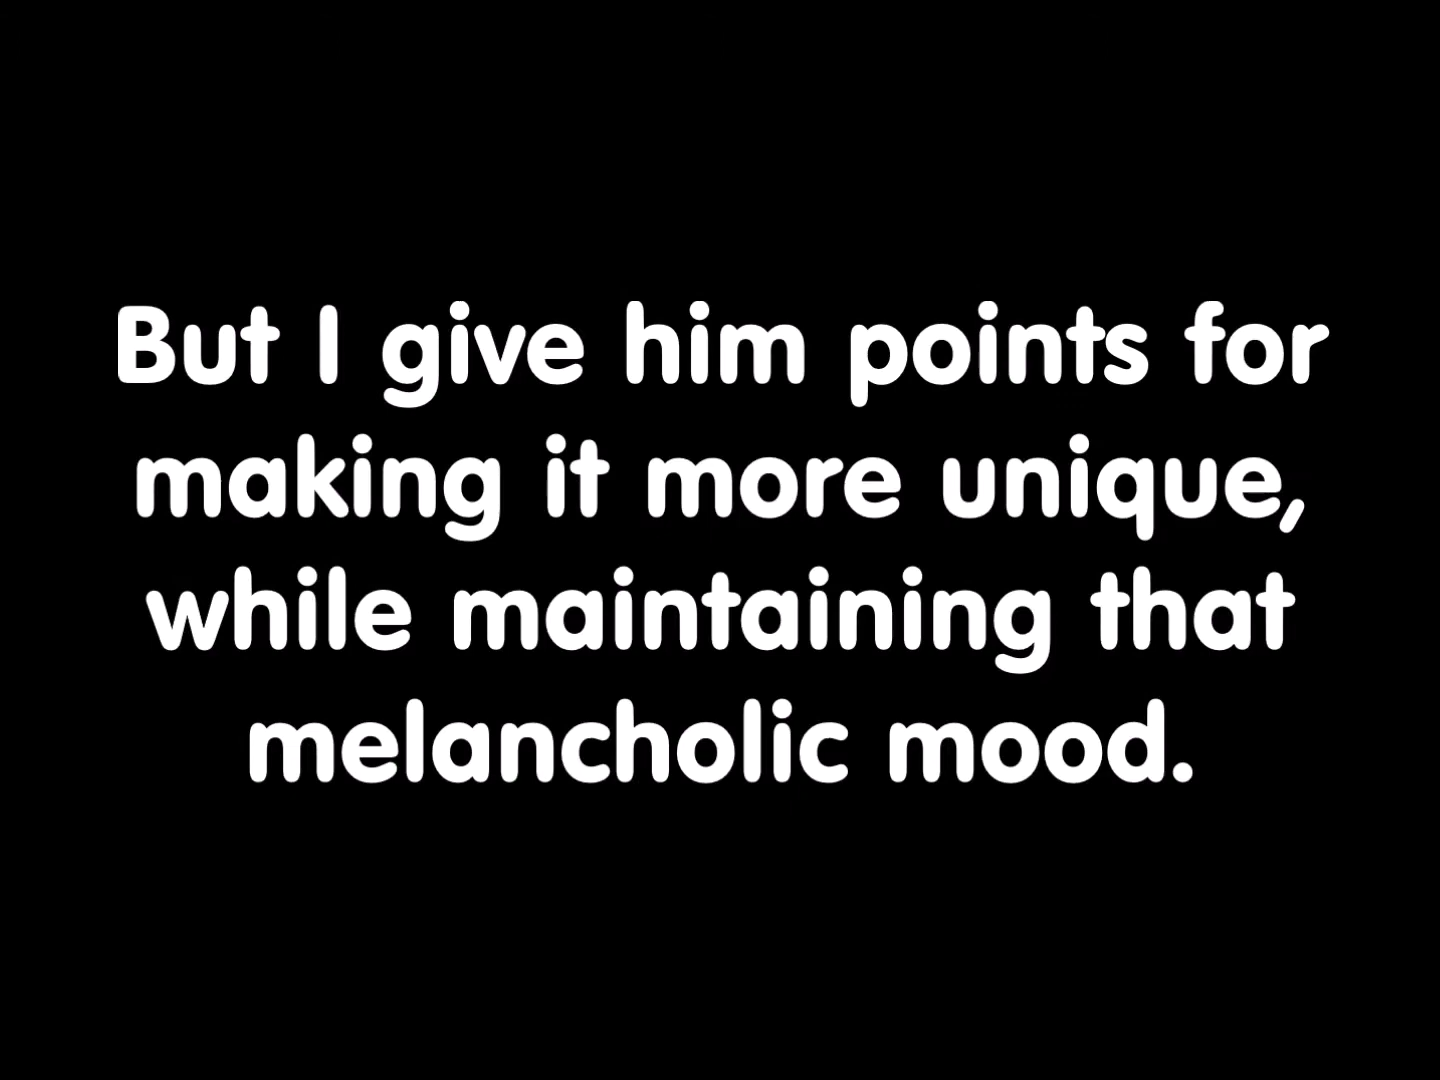 But I give him points for
making it more unique,
while maintaining that
melancholic mood.